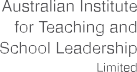 Australian Institute
for Teaching and
School Leadership
Limited